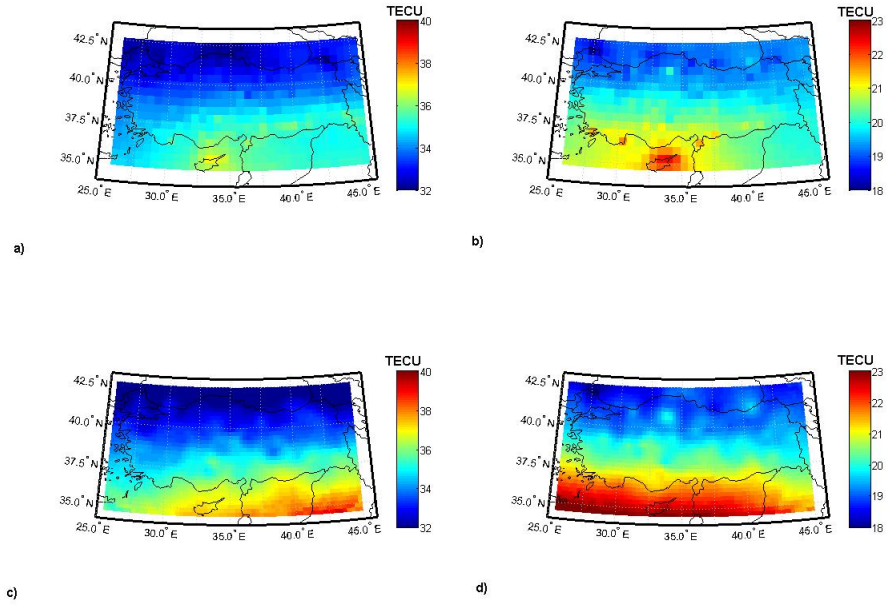 TECU
42.5° N
40.0° N
37.5° N
35.0° N
25.0° E
30.0° E
35.0° E
40.0° E
45.0° E
40
38
36
34
32
a)
TECU
42.5° N
40.0° N
37.5° N
35.0° N
25.0° E
30.0° E
35.0° E
40.0° E
45.0° E
23
22
21
20
19
18
b)
TECU
42.5° N
40.0° N
37.5° N
35.0° N
25.0° E
30.0° E
35.0° E
40.0° E
45.0° E
40
38
36
34
32
c)
TECU
42.5° N
40.0° N
37.5° N
35.0° N
25.0° E
30.0° E
35.0° E
40.0° E
45.0° E
23
22
21
20
19
18
d)